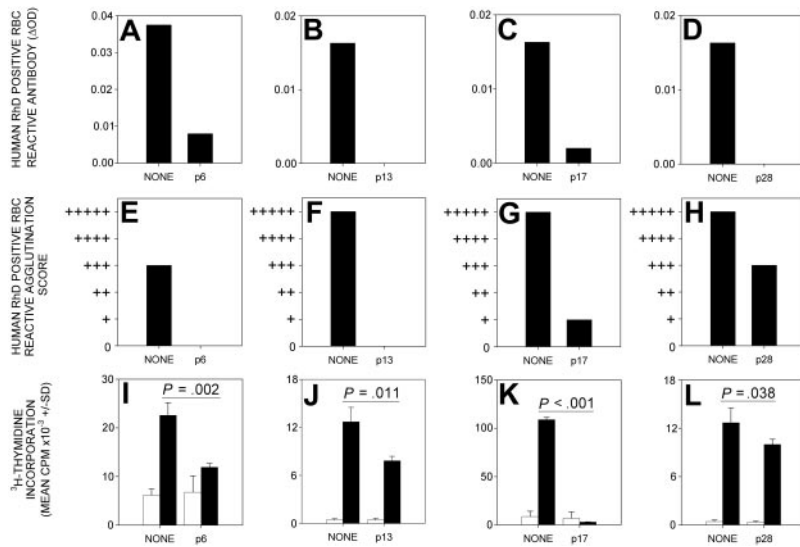 HUMAN RhD POSITIVE RBC
REACTIVE ANTIBODY (ΔOD)
A
0.04
0.03
0.02
0.01
0.00
NONE p6
B
0.02
0.01
0.00
NONE p13
C
0.02
0.01
0.00
NONE p17
D
0.02
0.01
0.00
NONE p28
HUMAN RhD POSITIVE RBC
REACTIVE AGGLUTINATION
SCORE
E
+++++
++++
+++
++
+
0
NONE p6
F
+++++
++++
+++
++
+
0
NONE p13
G
+++++
++++
+++
++
+
0
NONE p17
H
+++++
++++
+++
++
+
0
NONE p28
³H-THYMIDINE
INCORPORATION
(MEAN CPM x10⁻³ +/-SD)
I
P = .002
30
20
10
0
NONE p6
J
P = .011
18
12
6
0
NONE p13
K
P < .001
150
100
50
0
NONE p17
L
P = .038
18
12
6
0
NONE p28